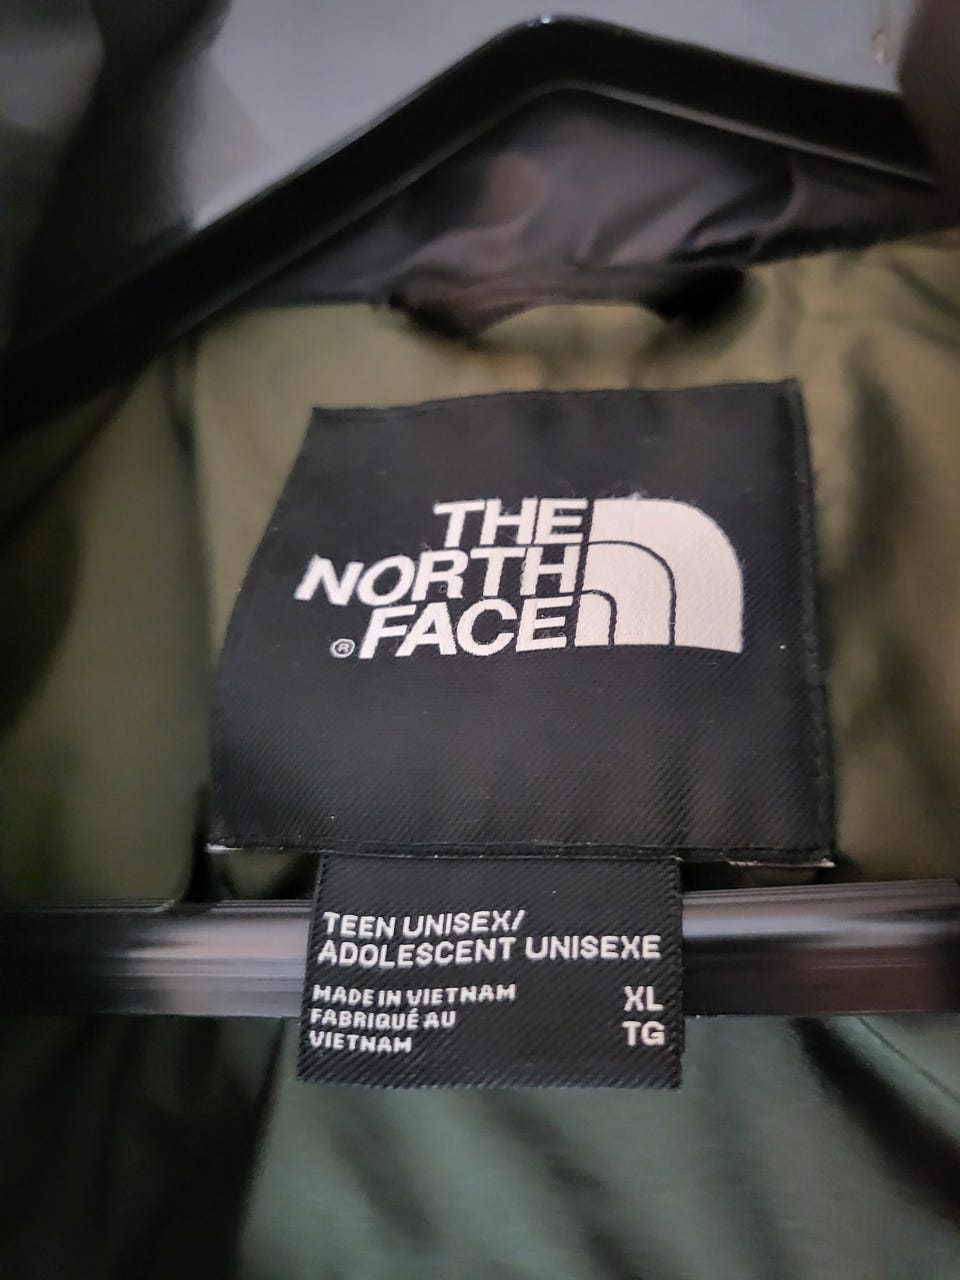 THE
NORTH
FACE
®
TEEN UNISEX/
ADOLESCENT UNISEXE
MADE IN VIETNAM
FABRIQUÉ AU
VIETNAM
XL
TG